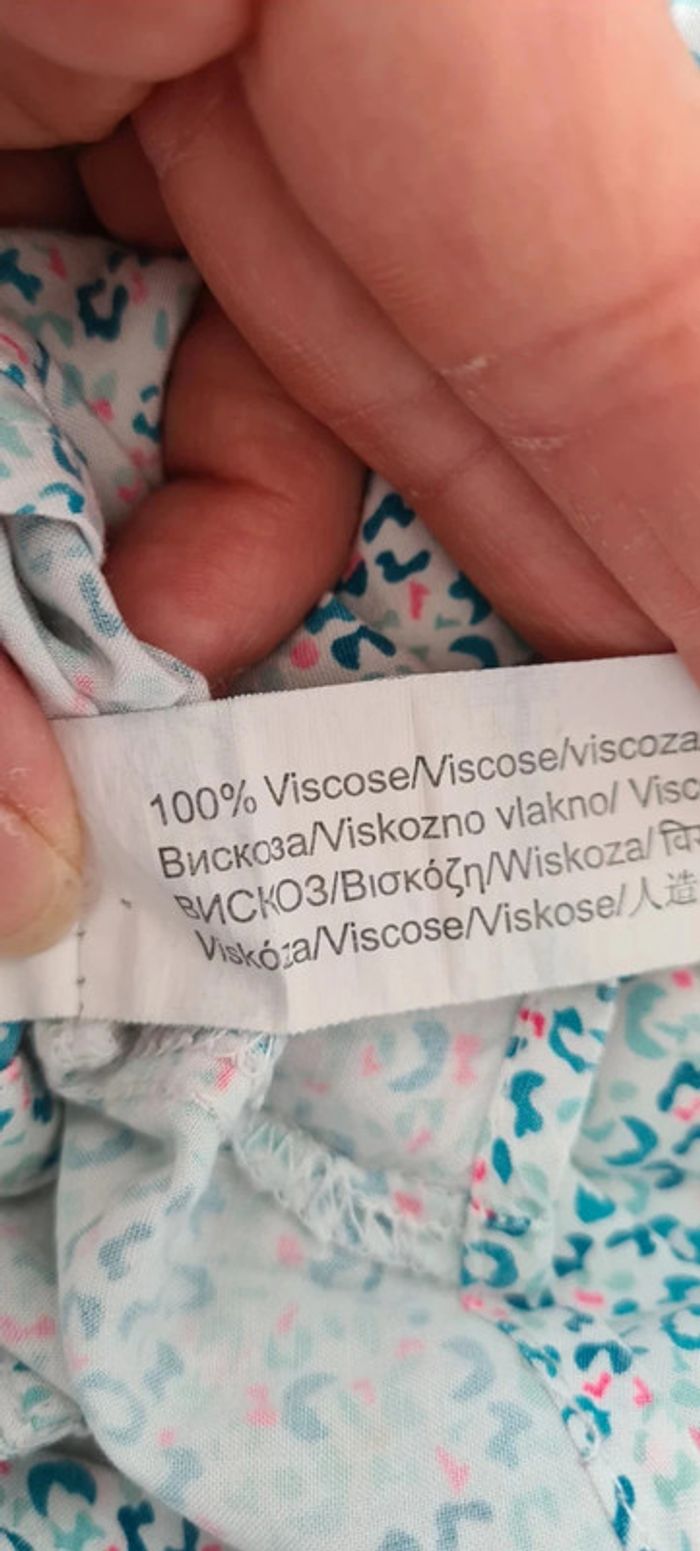 100% Viscose/Viscose/viscoza
Вискоза/Viskozno vlakno/ Visc
ВИСКОЗ/Βισκόζη/Wiskoza/
Viskóza/Viscose/Viskose/人造